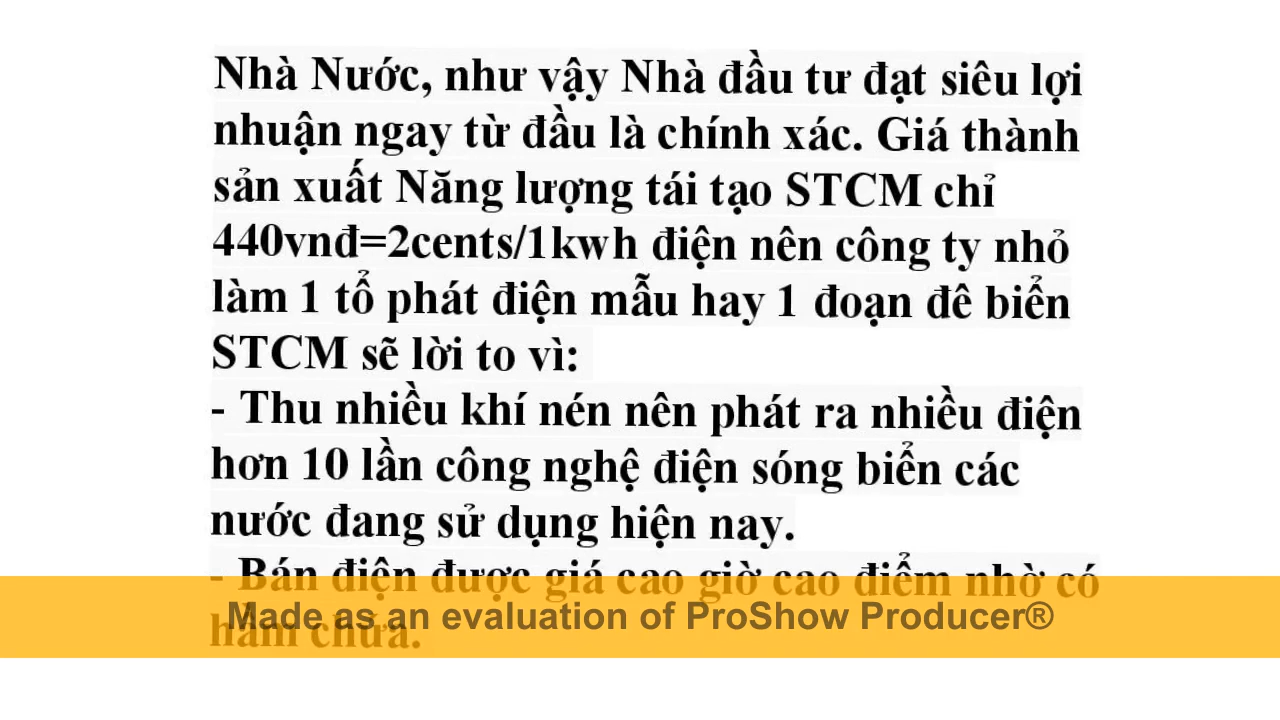 Nhà Nước, như vậy Nhà đầu tư đạt siêu lợi
nhuận ngay từ đầu là chính xác. Giá thành
sản xuất Năng lượng tái tạo STCM chỉ
440vnđ=2cents/1kwh điện nên công ty nhỏ
làm 1 tổ phát điện mẫu hay 1 đoạn đê biển
STCM sẽ lời to vì:
- Thu nhiều khí nén nên phát ra nhiều điện
hơn 10 lần công nghệ điện sóng biển các
nước đang sử dụng hiện nay.
- Bán điện được giá cao giờ cao điểm nhờ có
hầm chứa.
Made as an evaluation of ProShow Producer®